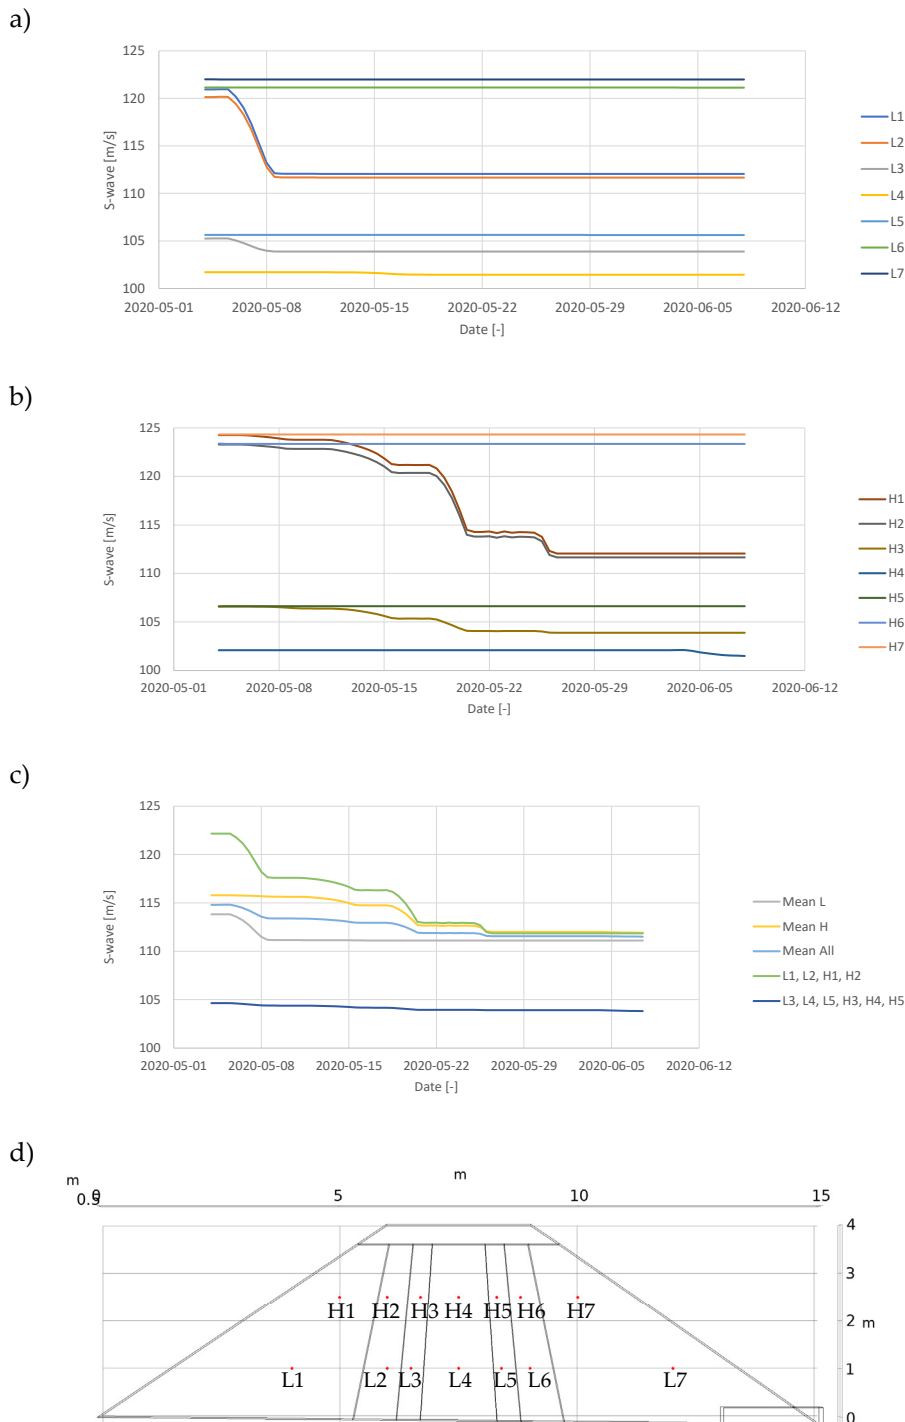 a)
125
120
115
110
105
100
S-wave [m/s]
2020-05-01 2020-05-08 2020-05-15 2020-05-22 2020-05-29 2020-06-05 2020-06-12
Date [-]
L1
L2
L3
L4
L5
L6
L7
b)
125
120
115
110
105
100
S-wave [m/s]
2020-05-01 2020-05-08 2020-05-15 2020-05-22 2020-05-29 2020-06-05 2020-06-12
Date [-]
H1
H2
H3
H4
H5
H6
H7
c)
125
120
115
110
105
100
S-wave [m/s]
2020-05-01 2020-05-08 2020-05-15 2020-05-22 2020-05-29 2020-06-05 2020-06-12
Date [-]
Mean L
Mean H
Mean All
L1, L2, H1, H2
L3, L4, L5, H3, H4, H5
d)
m
m
0.5
0 5 10 15
4
3
2
m
1
0
H1 H2 H3 H4 H5 H6 H7
L1 L2 L3 L4 L5 L6 L7